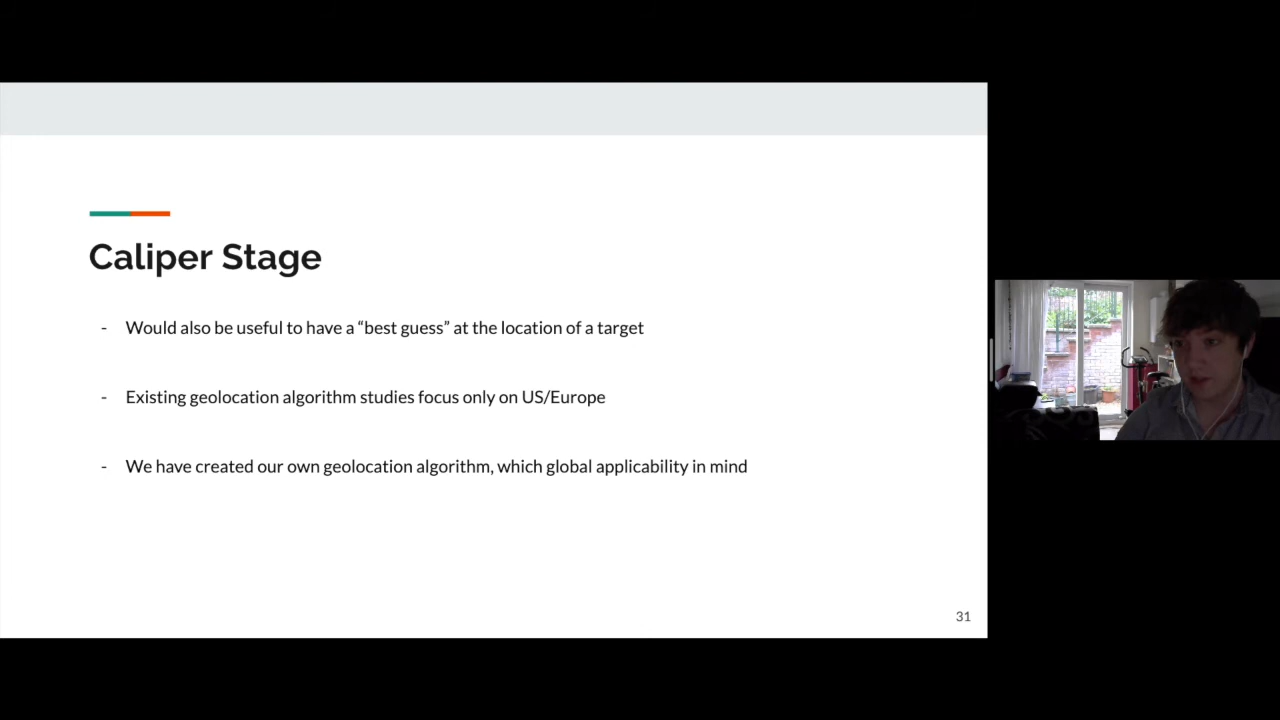 Caliper Stage
- Would also be useful to have a “best guess” at the location of a target
- Existing geolocation algorithm studies focus only on US/Europe
- We have created our own geolocation algorithm, which global applicability in mind
31